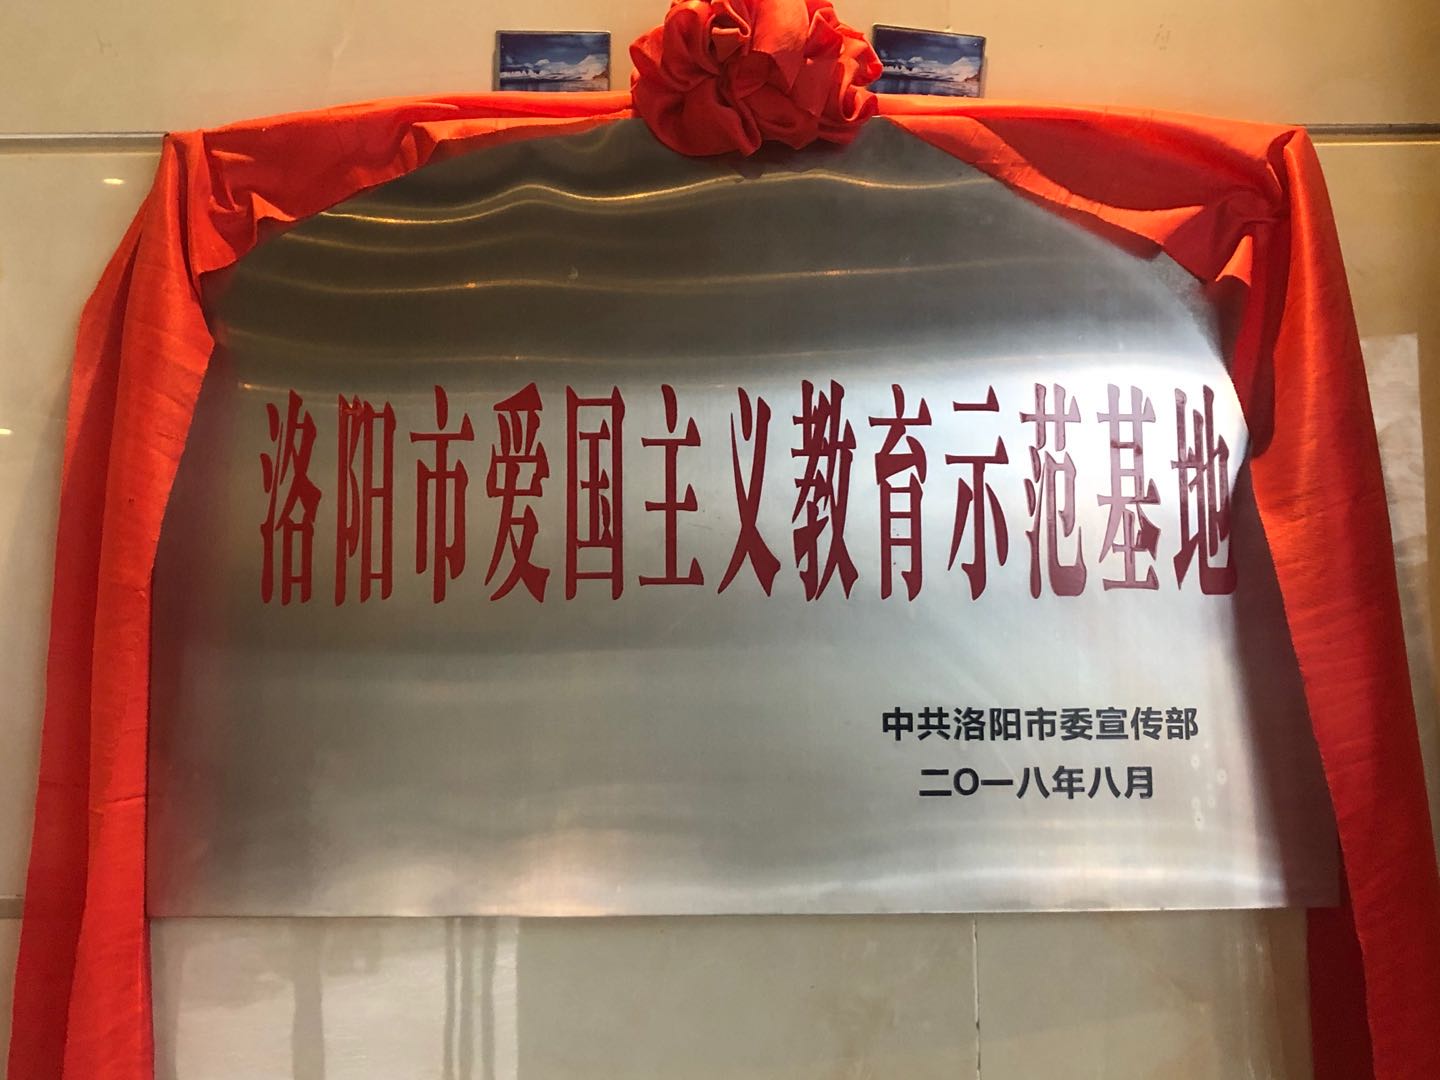 洛阳市爱国主义教育示范基地
中共洛阳市委宣传部
二〇一八年八月